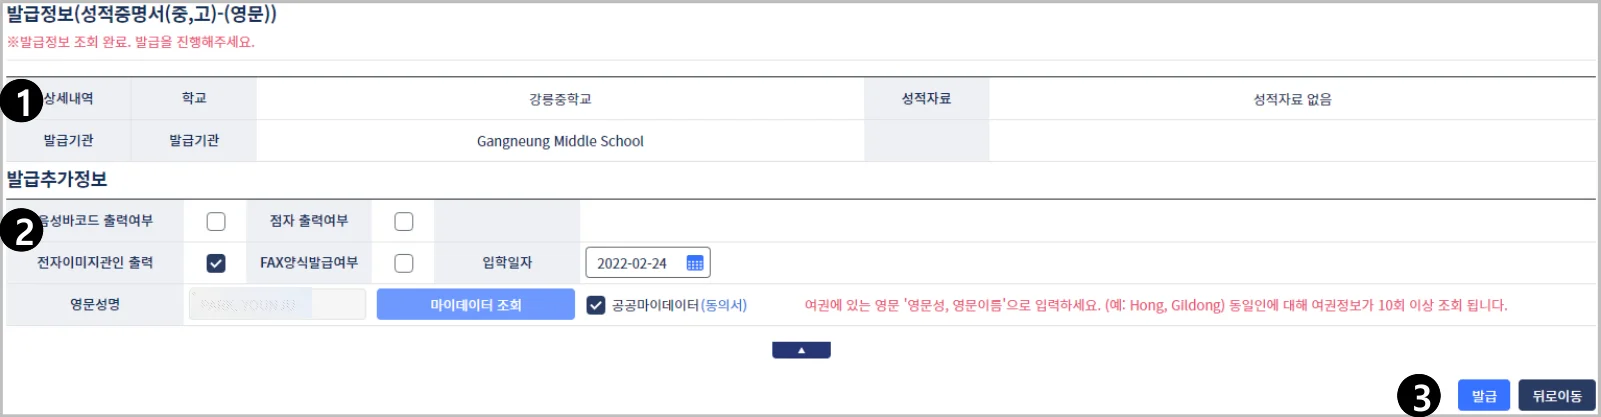 발급정보(성적증명서(중,고)-(영문))
※발급정보 조회 완료. 발급을 진행해주세요.
1 상세내역 학교 강릉중학교 성적자료 성적자료 없음
발급기관 발급기관 Gangneung Middle School
발급추가정보
2 음성바코드 출력여부 점자 출력여부
전자이미지관인 출력 FAX양식발급여부 입학일자 2022-02-24
영문성명 마이데이터 조회 공공마이데이터(동의서) 여권에 있는 영문 '영문성, 영문이름'으로 입력하세요. (예: Hong, Gildong) 동일인에 대해 여권정보가 10회 이상 조회 됩니다.
▲
3 발급 뒤로이동